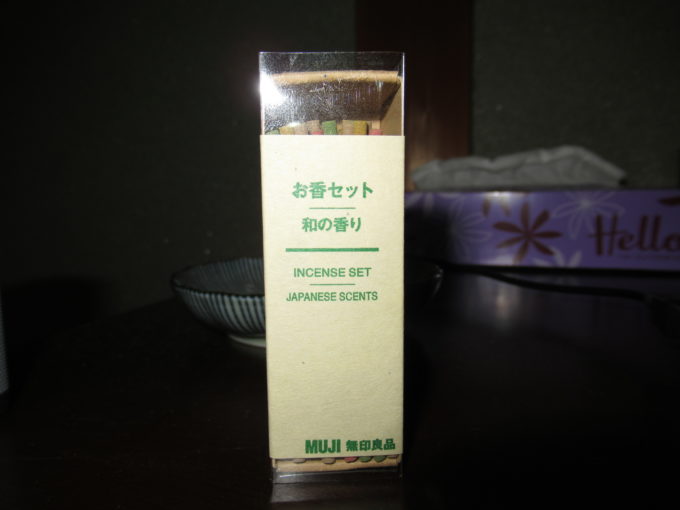 お香セット
和の香り
INCENSE SET
JAPANESE SCENTS
MUJI 無印良品
Hello